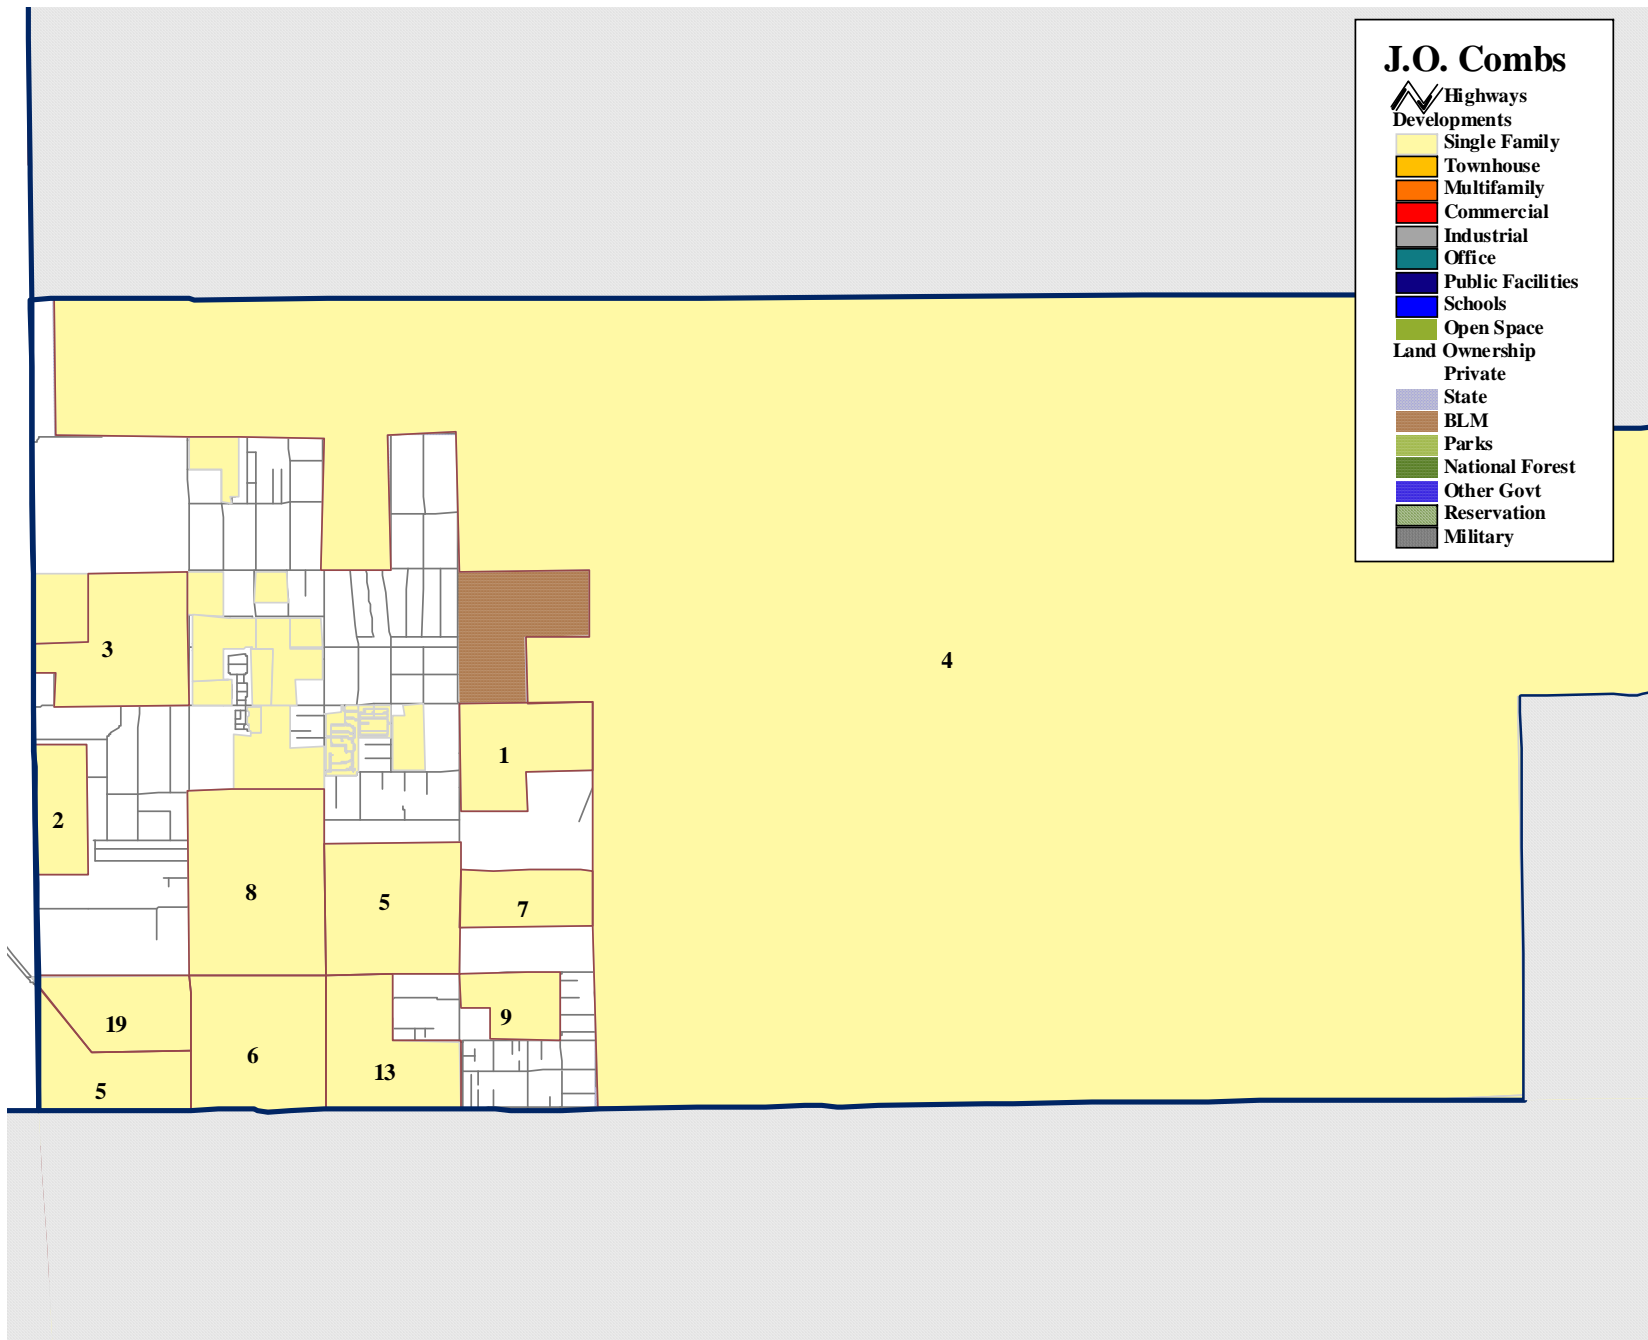 J.O. Combs
Highways
Developments
Single Family
Townhouse
Multifamily
Commercial
Industrial
Office
Public Facilities
Schools
Open Space
Land Ownership
Private
State
BLM
Parks
National Forest
Other Govt
Reservation
Military
3
4
1
2
8
5
7
19
9
6
13
5